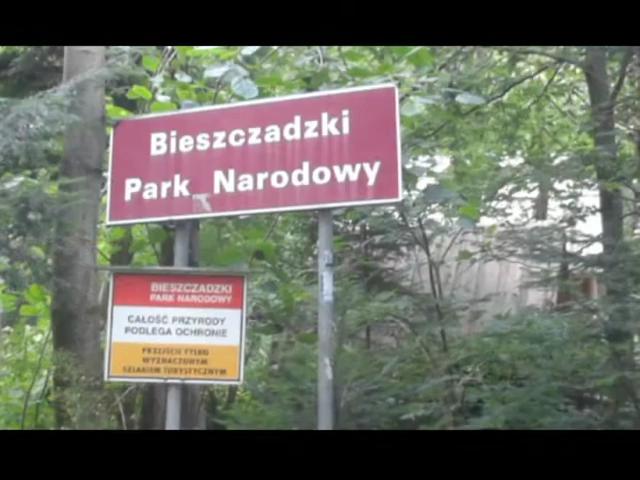 Bieszczadzki
Park Narodowy
BIESZCZADZKI
PARK NARODOWY
CAŁOŚĆ PRZYRODY
PODLEGA OCHRONIE
PRZEJŚCIE TYLKO
WYZNACZONYM
SZLAKIEM TURYSTYCZNYM